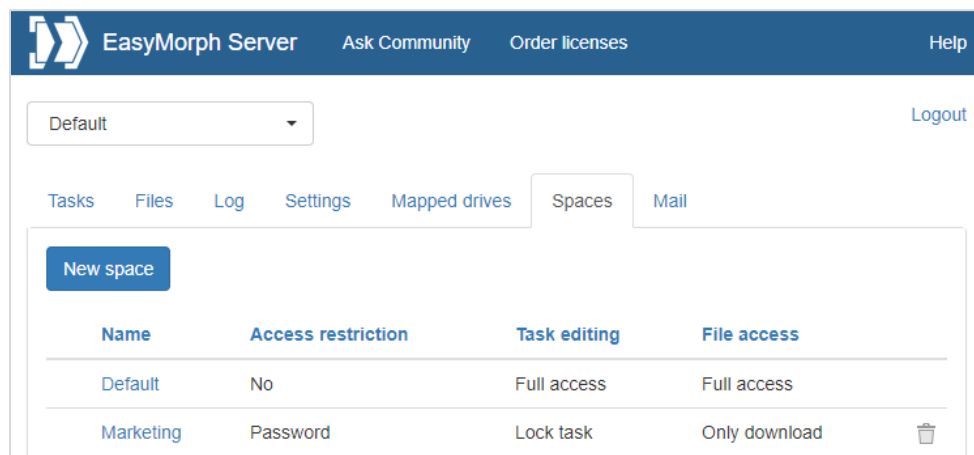 EasyMorph Server Ask Community Order licenses Help
Default Logout
Tasks Files Log Settings Mapped drives Spaces Mail
New space
Name Access restriction Task editing File access
Default No Full access Full access
Marketing Password Lock task Only download